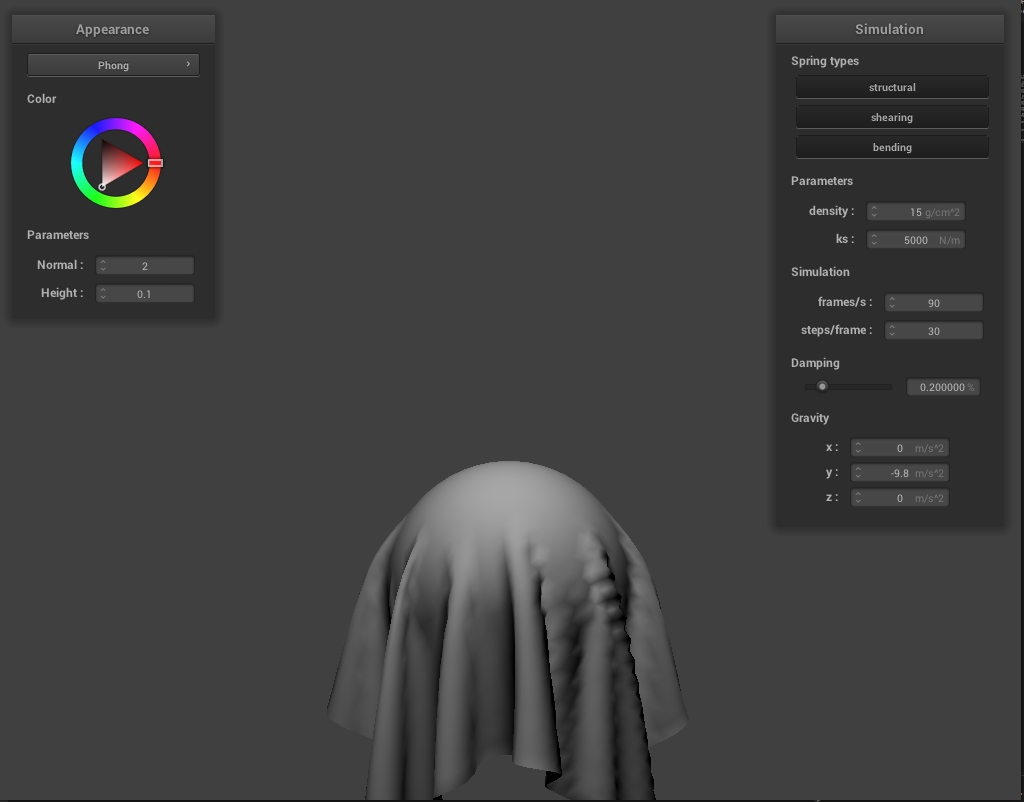 Appearance
Phong
Color
Parameters
Normal : 2
Height : 0.1
Simulation
Spring types
structural
shearing
bending
Parameters
density : 15 g/cm^2
ks : 5000 N/m
Simulation
frames/s : 90
steps/frame : 30
Damping
0.200000 %
Gravity
x : 0 m/s^2
y : -9.8 m/s^2
z : 0 m/s^2